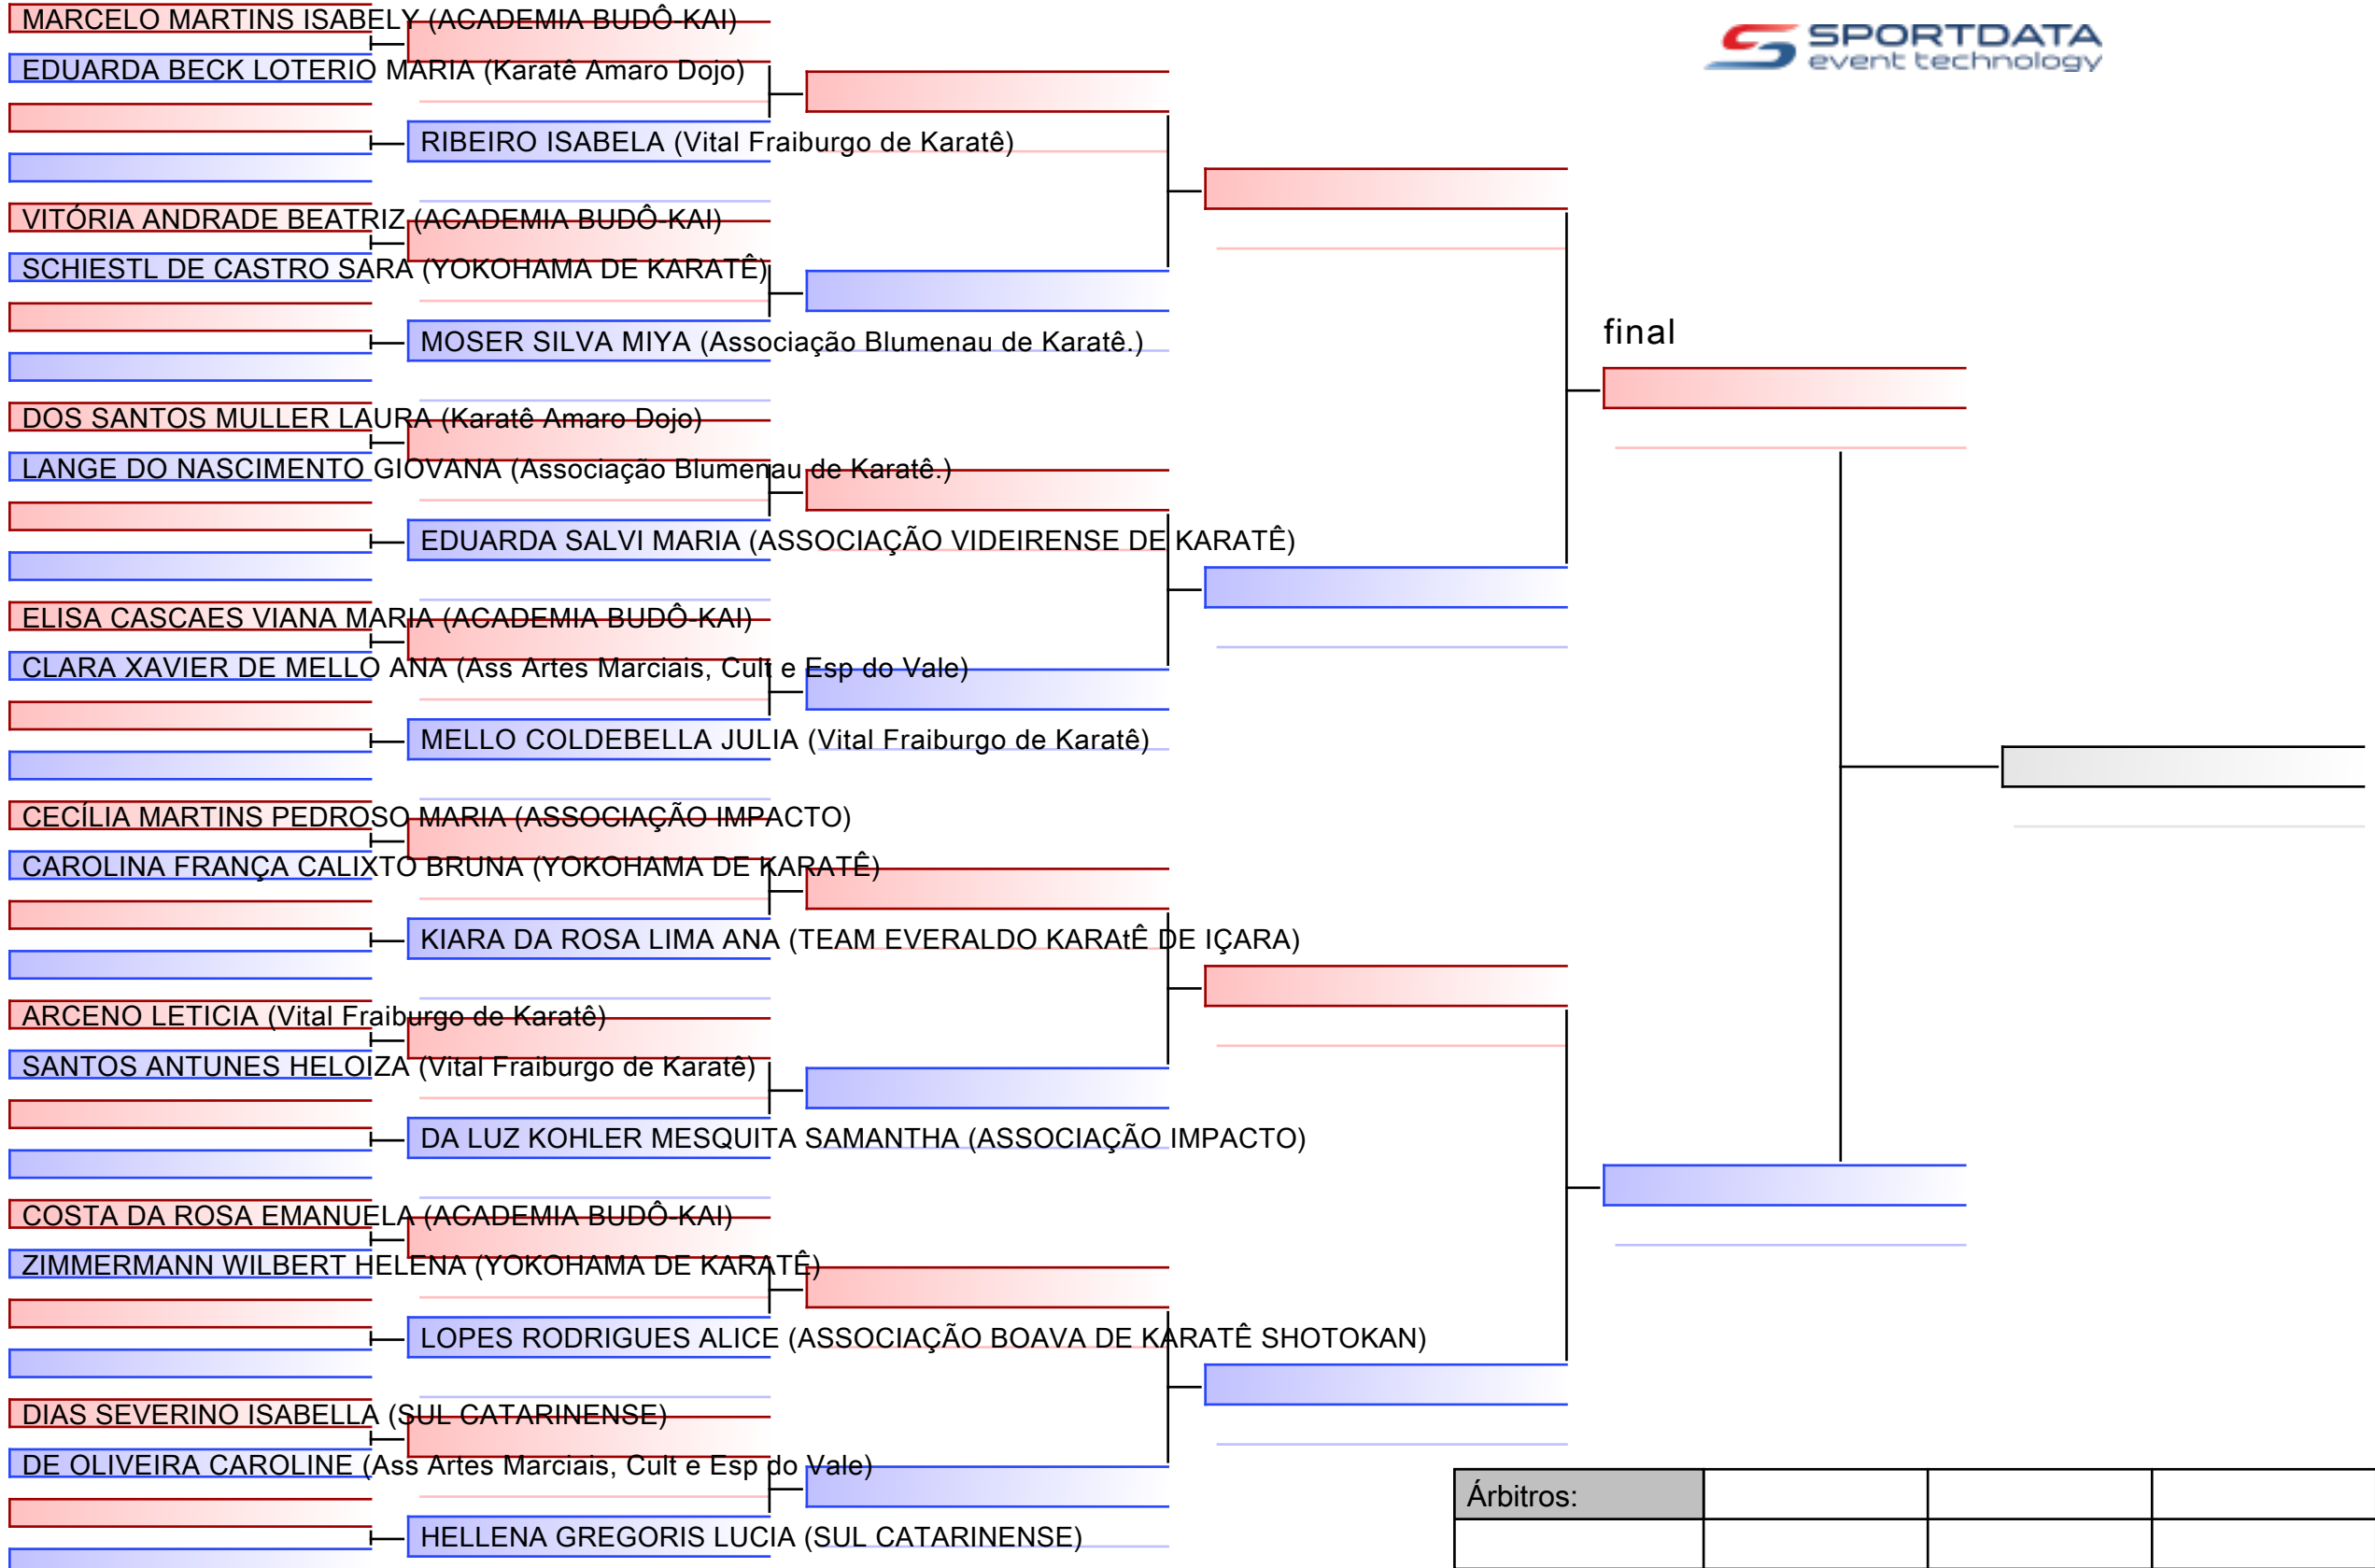 MARCELO MARTINS ISABELY (ACADEMIA BUDÔ-KAI)
SPORTDATA
event technology
EDUARDA BECK LOTERIO MARIA (Karatê Amaro Dojo)
RIBEIRO ISABELA (Vital Fraiburgo de Karatê)
VITÓRIA ANDRADE BEATRIZ (ACADEMIA BUDÔ-KAI)
SCHIESTL DE CASTRO SARA (YOKOHAMA DE KARATÊ)
MOSER SILVA MIYA (Associação Blumenau de Karatê.)
final
DOS SANTOS MULLER LAURA (Karatê Amaro Dojo)
LANGE DO NASCIMENTO GIOVANA (Associação Blumenau de Karatê.)
EDUARDA SALVI MARIA (ASSOCIAÇÃO VIDEIRENSE DE KARATÊ)
ELISA CASCAES VIANA MARIA (ACADEMIA BUDÔ-KAI)
CLARA XAVIER DE MELLO ANA (Ass Artes Marciais, Cult e Esp do Vale)
MELLO COLDEBELLA JULIA (Vital Fraiburgo de Karatê)
CECÍLIA MARTINS PEDROSO MARIA (ASSOCIAÇÃO IMPACTO)
CAROLINA FRANÇA CALIXTO BRUNA (YOKOHAMA DE KARATÊ)
KIARA DA ROSA LIMA ANA (TEAM EVERALDO KARAtÊ DE IÇARA)
ARCENO LETICIA (Vital Fraiburgo de Karatê)
SANTOS ANTUNES HELOIZA (Vital Fraiburgo de Karatê)
DA LUZ KOHLER MESQUITA SAMANTHA (ASSOCIAÇÃO IMPACTO)
COSTA DA ROSA EMANUELA (ACADEMIA BUDÔ-KAI)
ZIMMERMANN WILBERT HELENA (YOKOHAMA DE KARATÊ)
LOPES RODRIGUES ALICE (ASSOCIAÇÃO BOAVA DE KARATÊ SHOTOKAN)
DIAS SEVERINO ISABELLA (SUL CATARINENSE)
DE OLIVEIRA CAROLINE (Ass Artes Marciais, Cult e Esp do Vale)
Árbitros:
HELLENA GREGORIS LUCIA (SUL CATARINENSE)